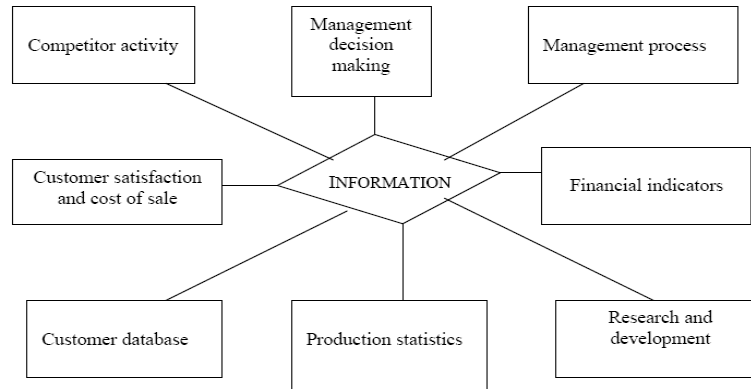 Competitor activity
Management
decision
making
Management process
Customer satisfaction
and cost of sale
INFORMATION
Financial indicators
Customer database
Production statistics
Research and
development